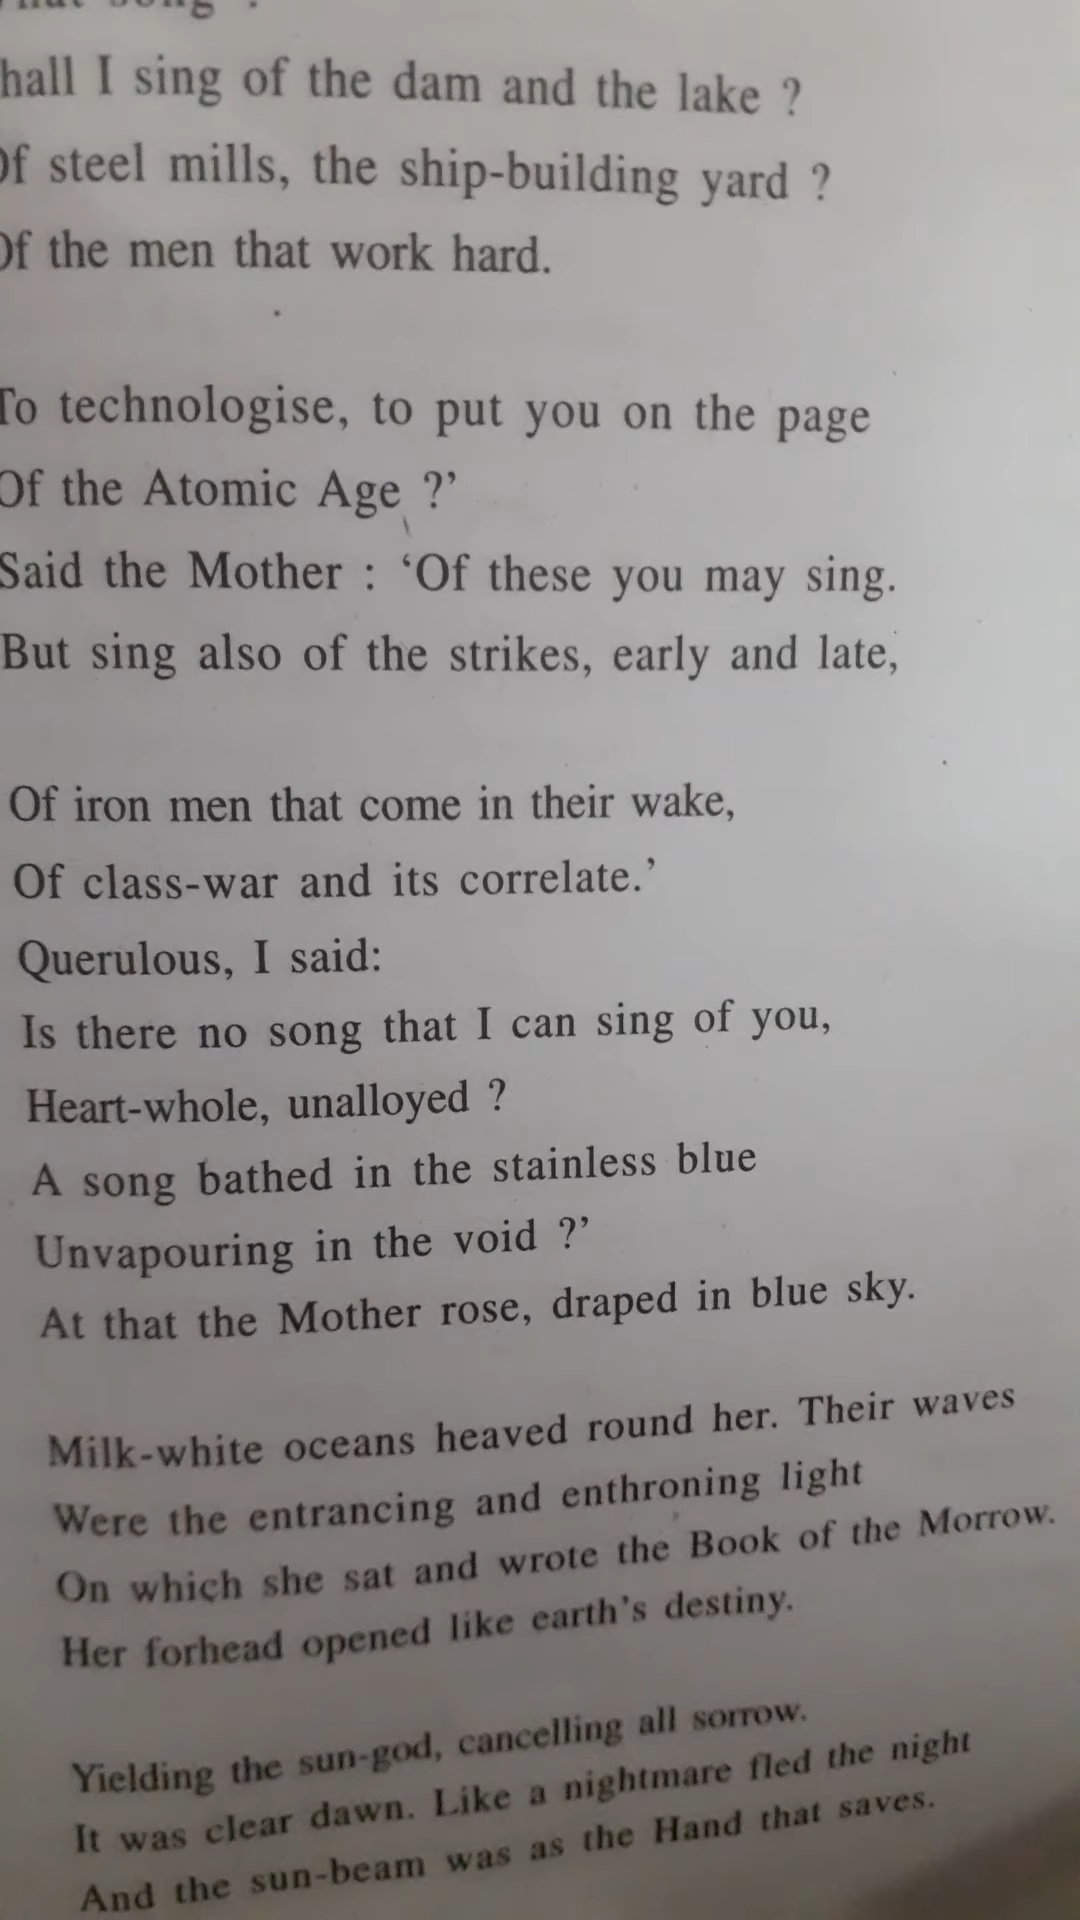 song ?
hall I sing of the dam and the lake ?
Of steel mills, the ship-building yard ?
Of the men that work hard.
To technologise, to put you on the page
Of the Atomic Age ?’
Said the Mother : ‘Of these you may sing.
But sing also of the strikes, early and late,
Of iron men that come in their wake,
Of class-war and its correlate.’
Querulous, I said:
Is there no song that I can sing of you,
Heart-whole, unalloyed ?
A song bathed in the stainless blue
Unvapouring in the void ?’
At that the Mother rose, draped in blue sky.
Milk-white oceans heaved round her. Their waves
Were the entrancing and enthroning light
On which she sat and wrote the Book of the Morrow.
Her forhead opened like earth’s destiny.
Yielding the sun-god, cancelling all sorrow.
It was clear dawn. Like a nightmare fled the night
And the sun-beam was as the Hand that saves.